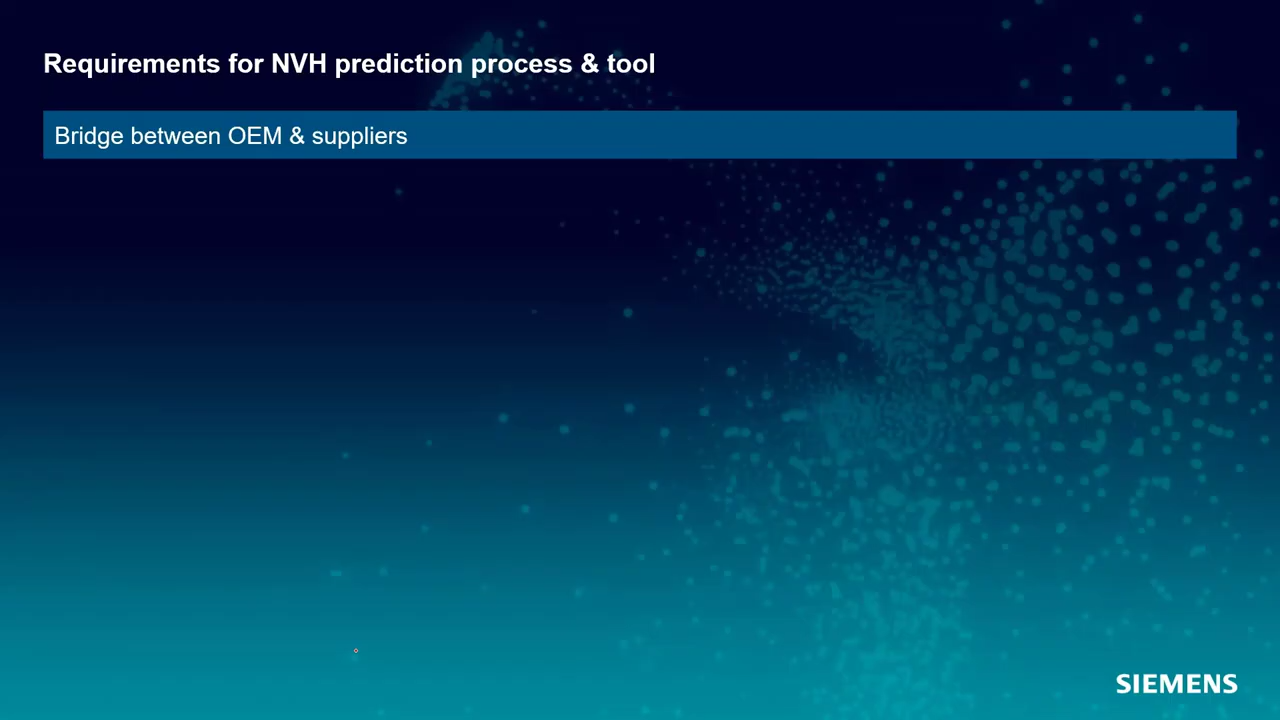 Requirements for NVH prediction process & tool
Bridge between OEM & suppliers
SIEMENS